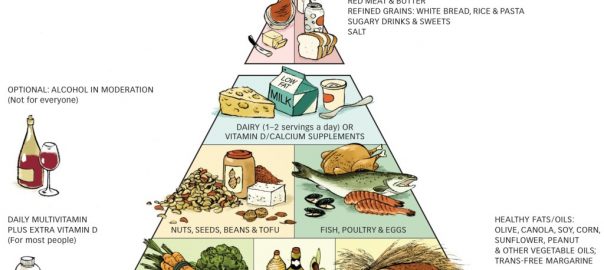 RED MEAT & BUTTER
REFINED GRAINS: WHITE BREAD, RICE & PASTA
SUGARY DRINKS & SWEETS
SALT
OPTIONAL: ALCOHOL IN MODERATION
(Not for everyone)
LOW
FAT
MILK
DAIRY (1–2 servings a day) OR
VITAMIN D/CALCIUM SUPPLEMENTS
DAILY MULTIVITAMIN
PLUS EXTRA VITAMIN D
(For most people)
NUTS, SEEDS, BEANS & TOFU
FISH, POULTRY & EGGS
HEALTHY FATS/OILS:
OLIVE, CANOLA, SOY, CORN,
SUNFLOWER, PEANUT
& OTHER VEGETABLE OILS;
TRANS-FREE MARGARINE